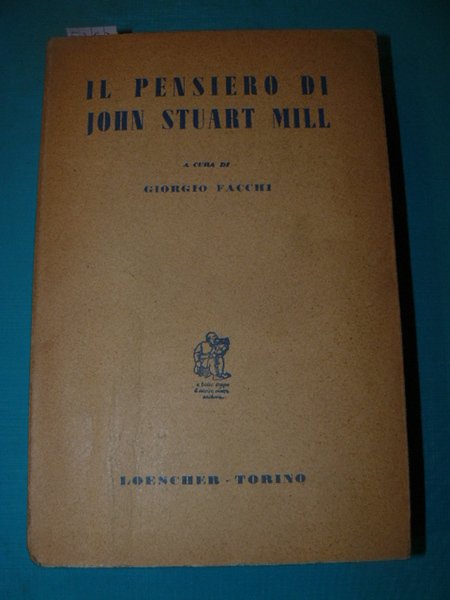 IL PENSIERO DI
JOHN STUART MILL
A CURA DI
GIORGIO FACCHI
LOESCHER - TORINO